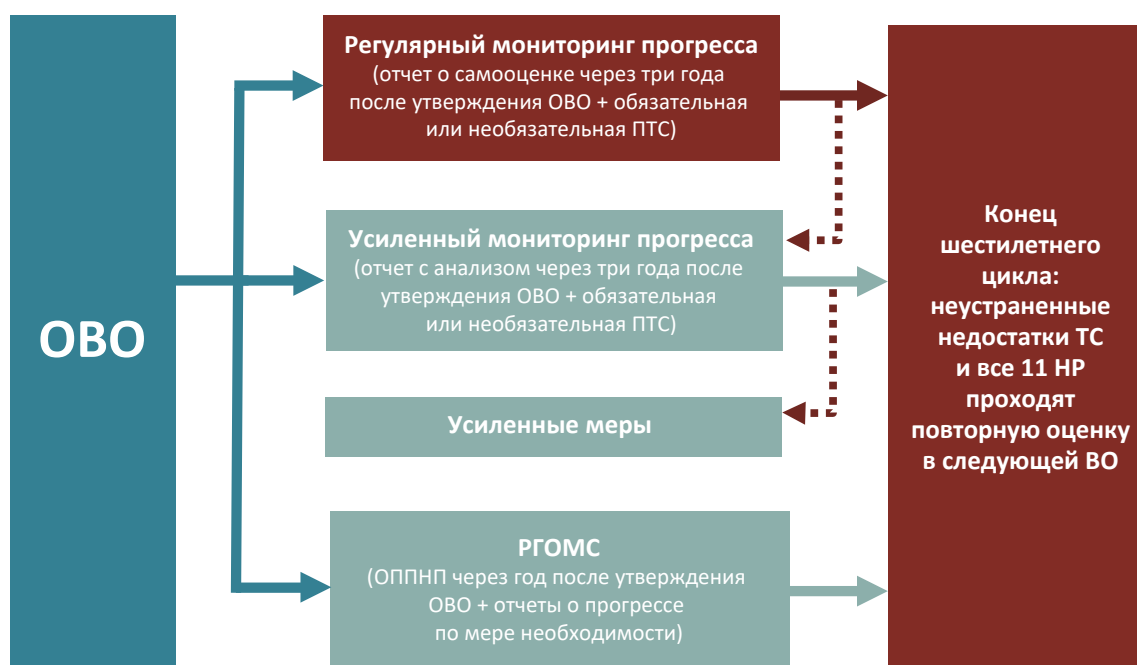 ОВО
Регулярный мониторинг прогресса
(отчет о самооценке через три года
после утверждения ОВО + обязательная
или необязательная ПТС)
Усиленный мониторинг прогресса
(отчет с анализом через три года после
утверждения ОВО + обязательная
или необязательная ПТС)
Усиленные меры
РГОМС
(ОППНП через год после утверждения
ОВО + отчеты о прогрессе
по мере необходимости)
Конец
шестилетнего
цикла:
неустраненные
недостатки ТС
и все 11 НР
проходят
повторную оценку
в следующей ВО